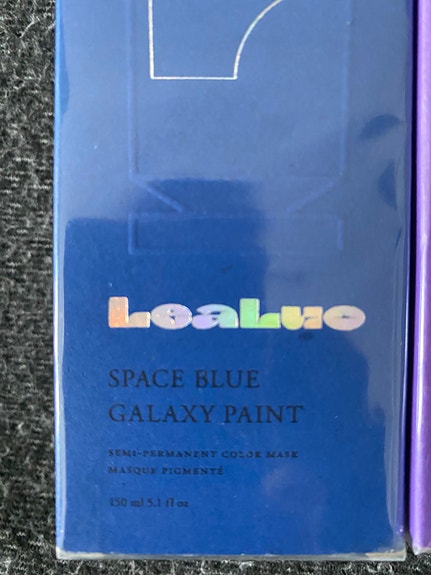 LeaLuo
SPACE BLUE
GALAXY PAINT
SEMI-PERMANENT COLOR MASK
MASQUE PIGMENTÉ
150 ml 5.1 fl oz